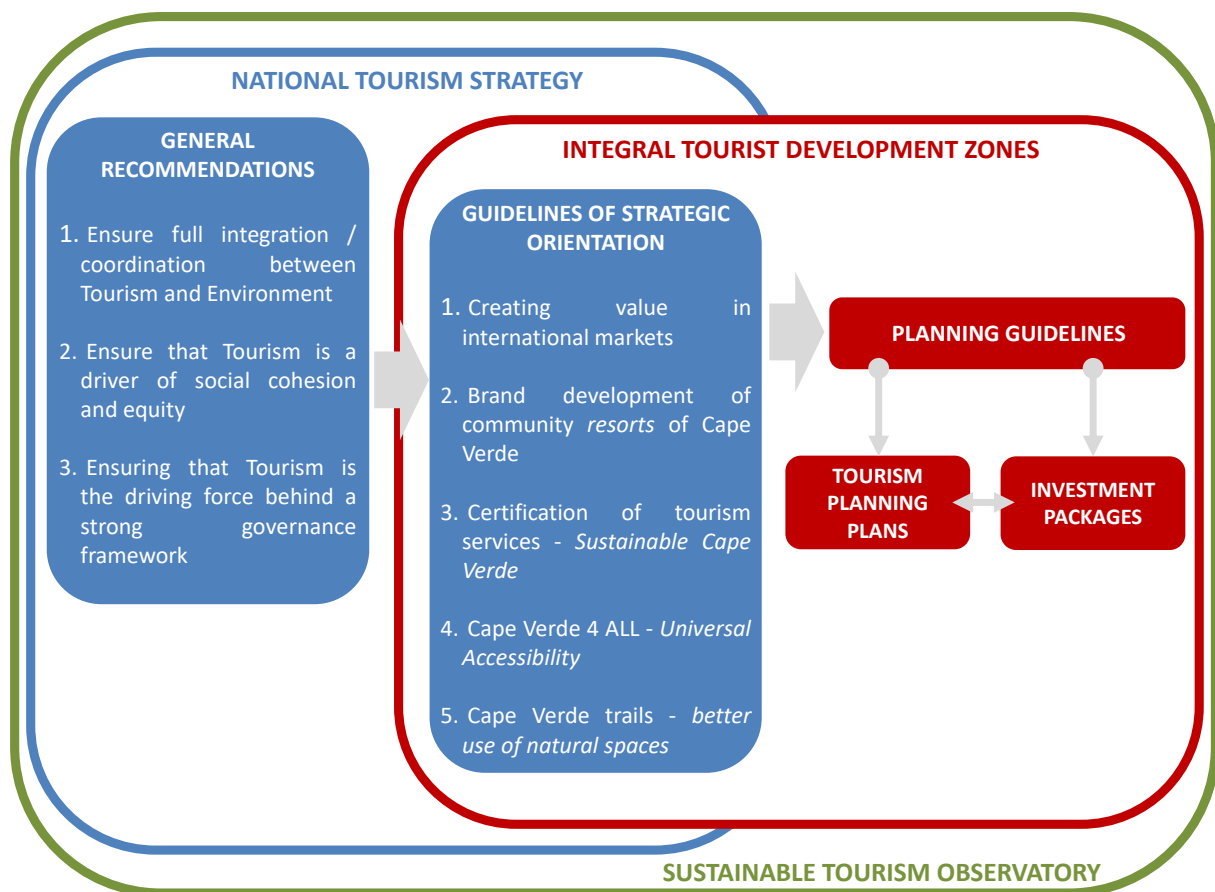 NATIONAL TOURISM STRATEGY
GENERAL
RECOMMENDATIONS
1. Ensure full integration /
coordination between
Tourism and Environment
2. Ensure that Tourism is a
driver of social cohesion
and equity
3. Ensuring that Tourism is
the driving force behind a
strong governance
framework
INTEGRAL TOURIST DEVELOPMENT ZONES
GUIDELINES OF STRATEGIC
ORIENTATION
1. Creating value in
international markets
2. Brand development of
community resorts of Cape
Verde
3. Certification of tourism
services - Sustainable Cape
Verde
4. Cape Verde 4 ALL - Universal
Accessibility
5. Cape Verde trails - better
use of natural spaces
PLANNING GUIDELINES
TOURISM
PLANNING
PLANS
INVESTMENT
PACKAGES
SUSTAINABLE TOURISM OBSERVATORY